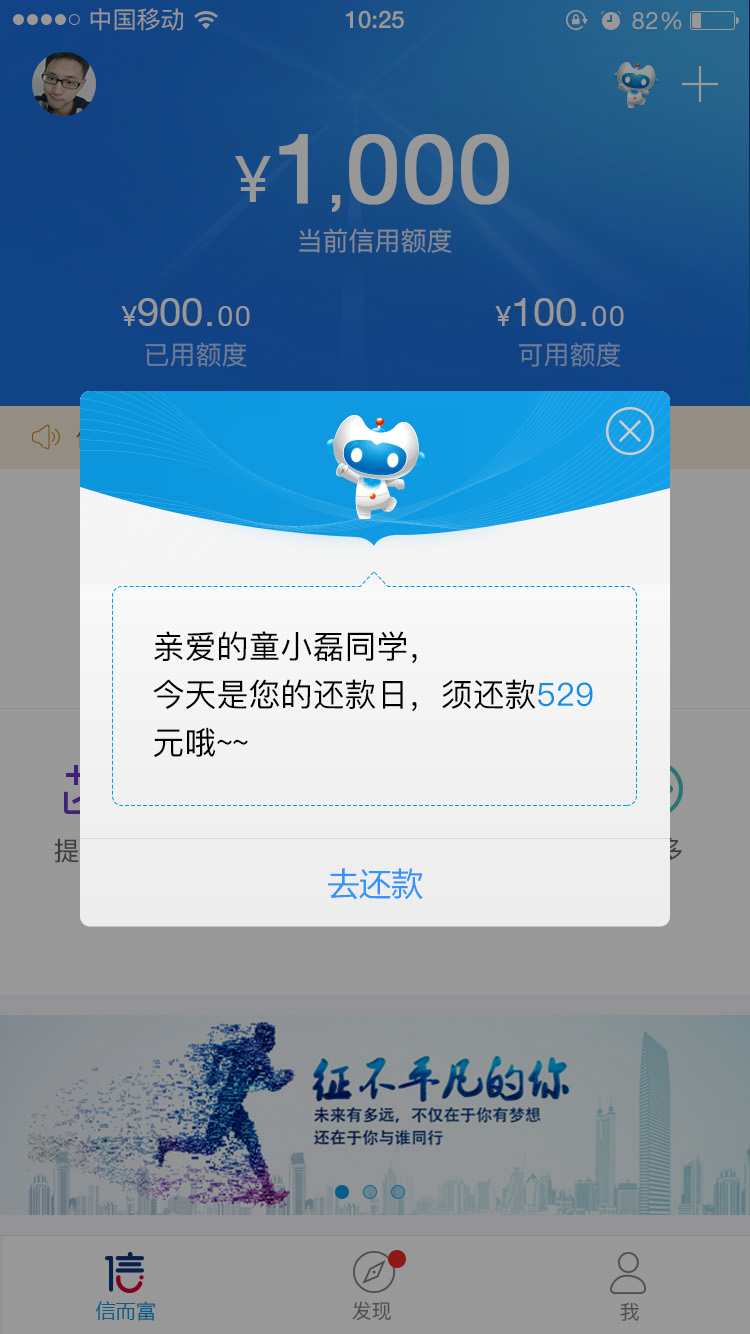 中国移动
10:25
82%
¥1,000
当前信用额度
¥900.00
¥100.00
已用额度
可用额度
亲爱的童小磊同学，
今天是您的还款日，须还款529
元哦~~
提
多
去还款
征不平凡的你
未来有多远，不仅在于你有梦想
还在于你与谁同行
信
信而富
发现
我